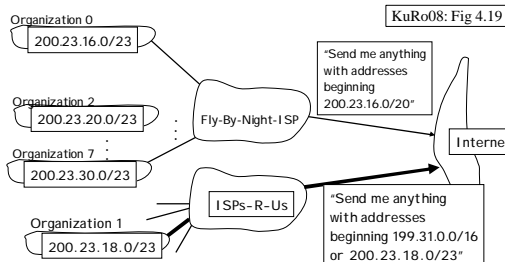 KuRo08: Fig 4.19
Organization 0
200.23.16.0/23
Organization 2
200.23.20.0/23
Organization 7
200.23.30.0/23
Organization 1
200.23.18.0/23
Fly-By-Night-ISP
ISPs-R-Us
"Send me anything
with addresses
beginning
200.23.16.0/20"
Interne
"Send me anything
with addresses
beginning 199.31.0.0/16
or 200.23.18.0/23"